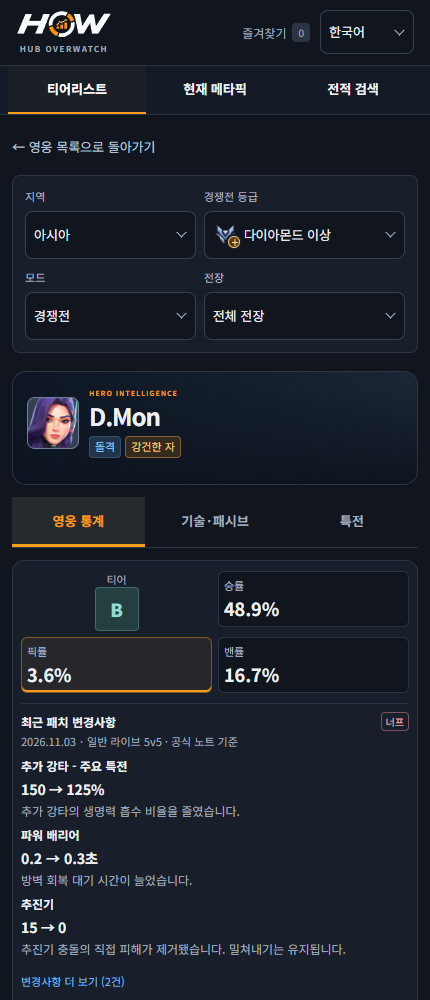 HOW
HUB OVERWATCH
즐겨찾기 0
한국어
티어리스트
현재 메타픽
전적 검색
← 영웅 목록으로 돌아가기
지역
경쟁전 등급
아시아
다이아몬드 이상
모드
전장
경쟁전
전체 전장
HERO INTELLIGENCE
D.Mon
돌격
강건한 자
영웅 통계
기술·패시브
특전
티어
B
승률
48.9%
픽률
3.6%
밴률
16.7%
최근 패치 변경사항
너프
2026.11.03 · 일반 라이브 5v5 · 공식 노트 기준
추가 강타 - 주요 특전
150 → 125%
추가 강타의 생명력 흡수 비율을 줄였습니다.
파워 배리어
0.2 → 0.3초
방벽 회복 대기 시간이 늘었습니다.
추진기
15 → 0
추진기 충돌의 직접 피해가 제거됐습니다. 밀쳐내기는 유지됩니다.
변경사항 더 보기 (2건)